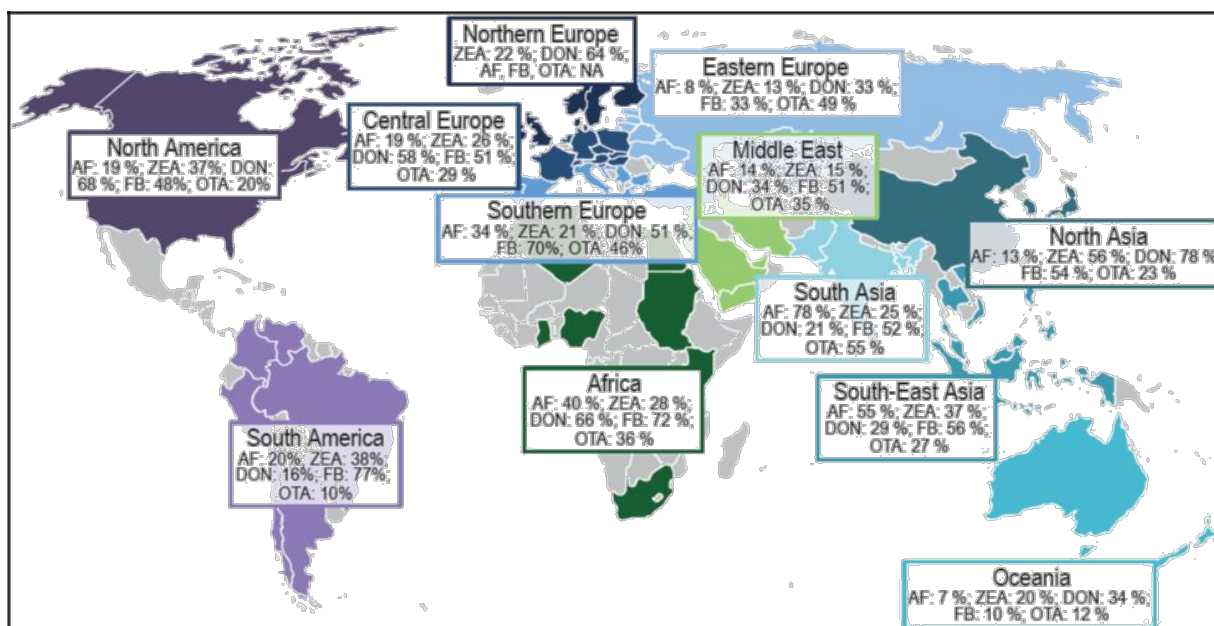 Northern Europe
ZEA: 22 %; DON: 64 %;
AF, FB, OTA: NA
Eastern Europe
AF: 8 %; ZEA: 13 %; DON: 33 %;
FB: 33 %; OTA: 49 %
Central Europe
AF: 19 %; ZEA: 26 %;
DON: 58 %; FB: 51 %;
OTA: 29 %
North America
AF: 19 %; ZEA: 37%; DON:
68 %; FB: 48%; OTA: 20%
Middle East
AF: 14 %; ZEA: 15 %;
DON: 34 %; FB: 51 %;
OTA: 35 %
Southern Europe
AF: 34 %; ZEA: 21 %; DON: 51 %;
FB: 70%; OTA: 46%
North Asia
AF: 13 %; ZEA: 56 %; DON: 78 %;
FB: 54 %; OTA: 23 %
South Asia
AF: 78 %; ZEA: 25 %;
DON: 21 %; FB: 52 %;
OTA: 55 %
Africa
AF: 40 %; ZEA: 28 %;
DON: 66 %; FB: 72 %;
OTA: 36 %
South-East Asia
AF: 55 %; ZEA: 37 %;
DON: 29 %; FB: 56 %;
OTA: 27 %
South America
AF: 20%; ZEA: 38%;
DON: 16%; FB: 77%;
OTA: 10%
Oceania
AF: 7 %; ZEA: 20 %; DON: 34 %;
FB: 10 %; OTA: 12 %